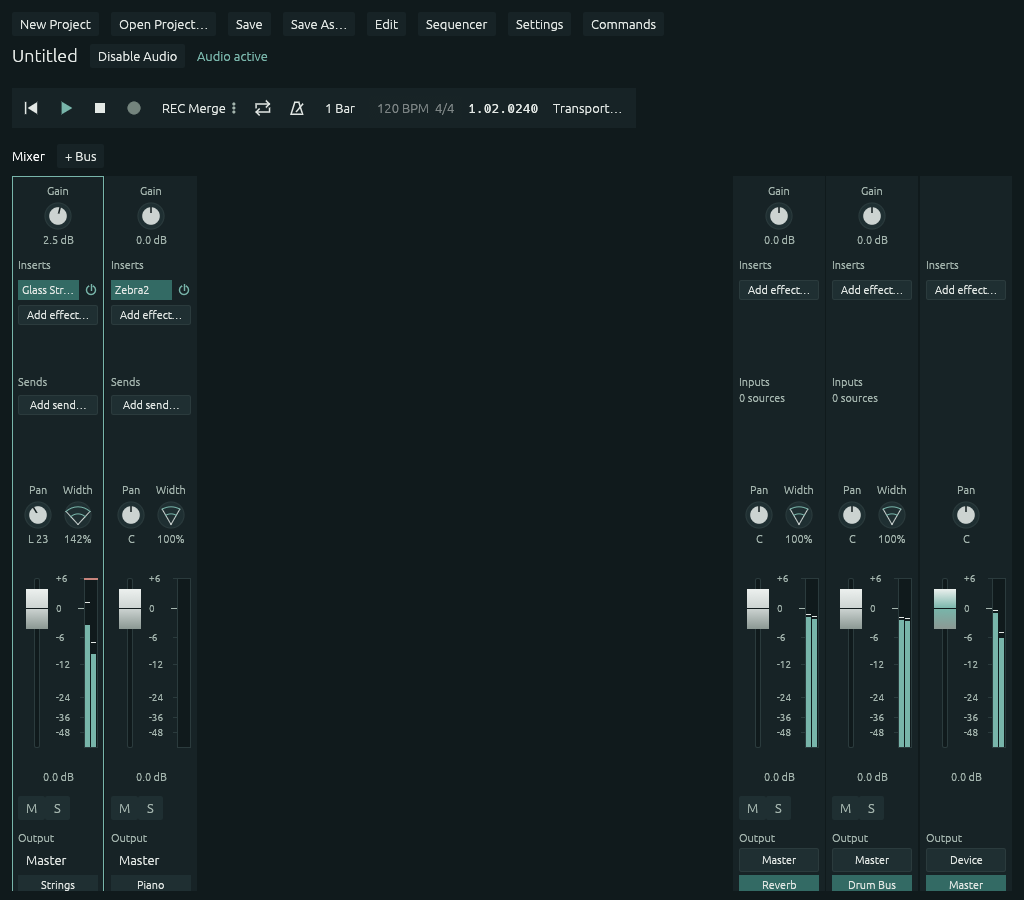 New Project Open Project... Save Save As... Edit Sequencer Settings Commands
Untitled Disable Audio Audio active
REC Merge 1 Bar 120 BPM 4/4 1.02.0240 Transport...
Mixer + Bus
Gain Gain Gain Gain
2.5 dB 0.0 dB 0.0 dB 0.0 dB
Inserts Inserts Inserts Inserts Inserts
Glass Str... Zebra2 Add effect... Add effect... Add effect...
Add effect... Add effect...
Sends Sends Inputs Inputs
0 sources 0 sources
Add send... Add send...
Pan Width Pan Width Pan Width Pan Width Pan
L 23 142% C 100% C 100% C 100% C
+6 +6 +6 +6 +6
0 0 0 0 0
-6 -6 -6 -6 -6
-12 -12 -12 -12 -12
-24 -24 -24 -24 -24
-36 -36 -36 -36 -36
-48 -48 -48 -48 -48
0.0 dB 0.0 dB 0.0 dB 0.0 dB 0.0 dB
M S M S M S M S
Output Output Output Output Output
Master Master Master Master Device
Strings Piano Reverb Drum Bus Master